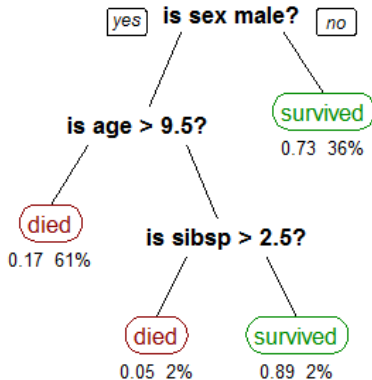 is sex male?
yes
no
is age > 9.5?
survived
0.73 36%
died
0.17 61%
is sibsp > 2.5?
died
survived
0.05 2%
0.89 2%